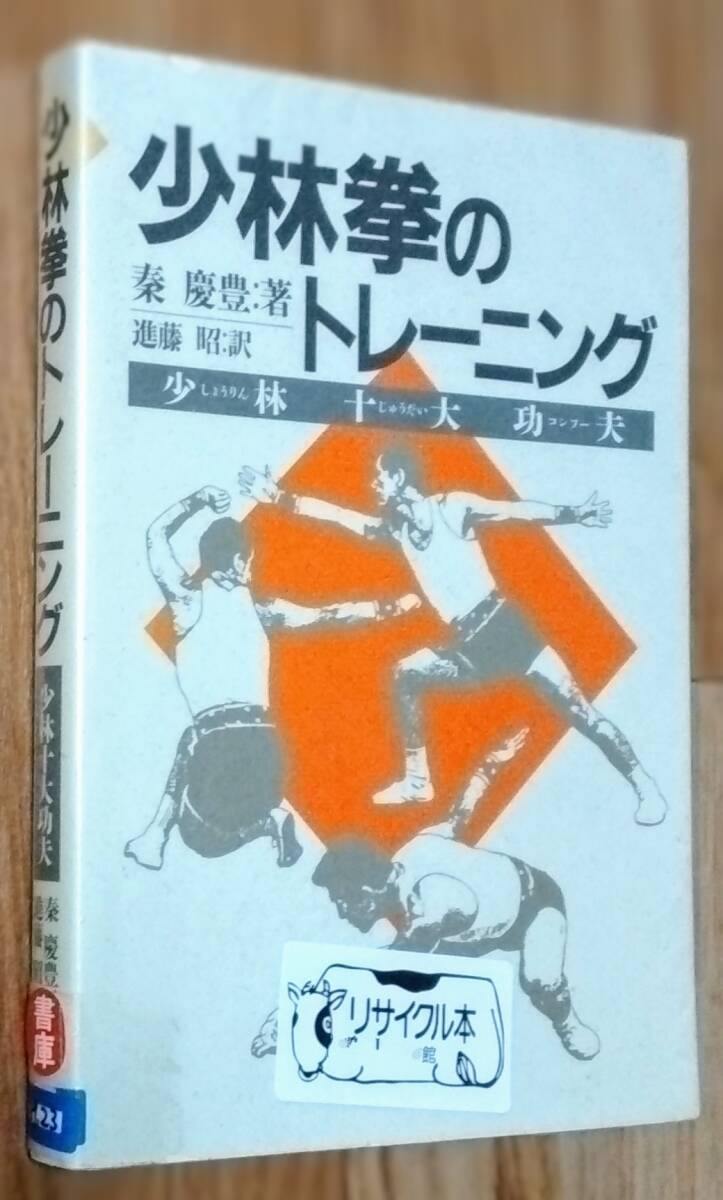 少林拳の
トレーニング
秦 慶豊:著
進藤 昭:訳
少しょうりん林 十じゅうだい大 功コンフー夫
リサイクル本
館
少林拳のトレーニング
少林十大功夫
秦 慶豊
書庫